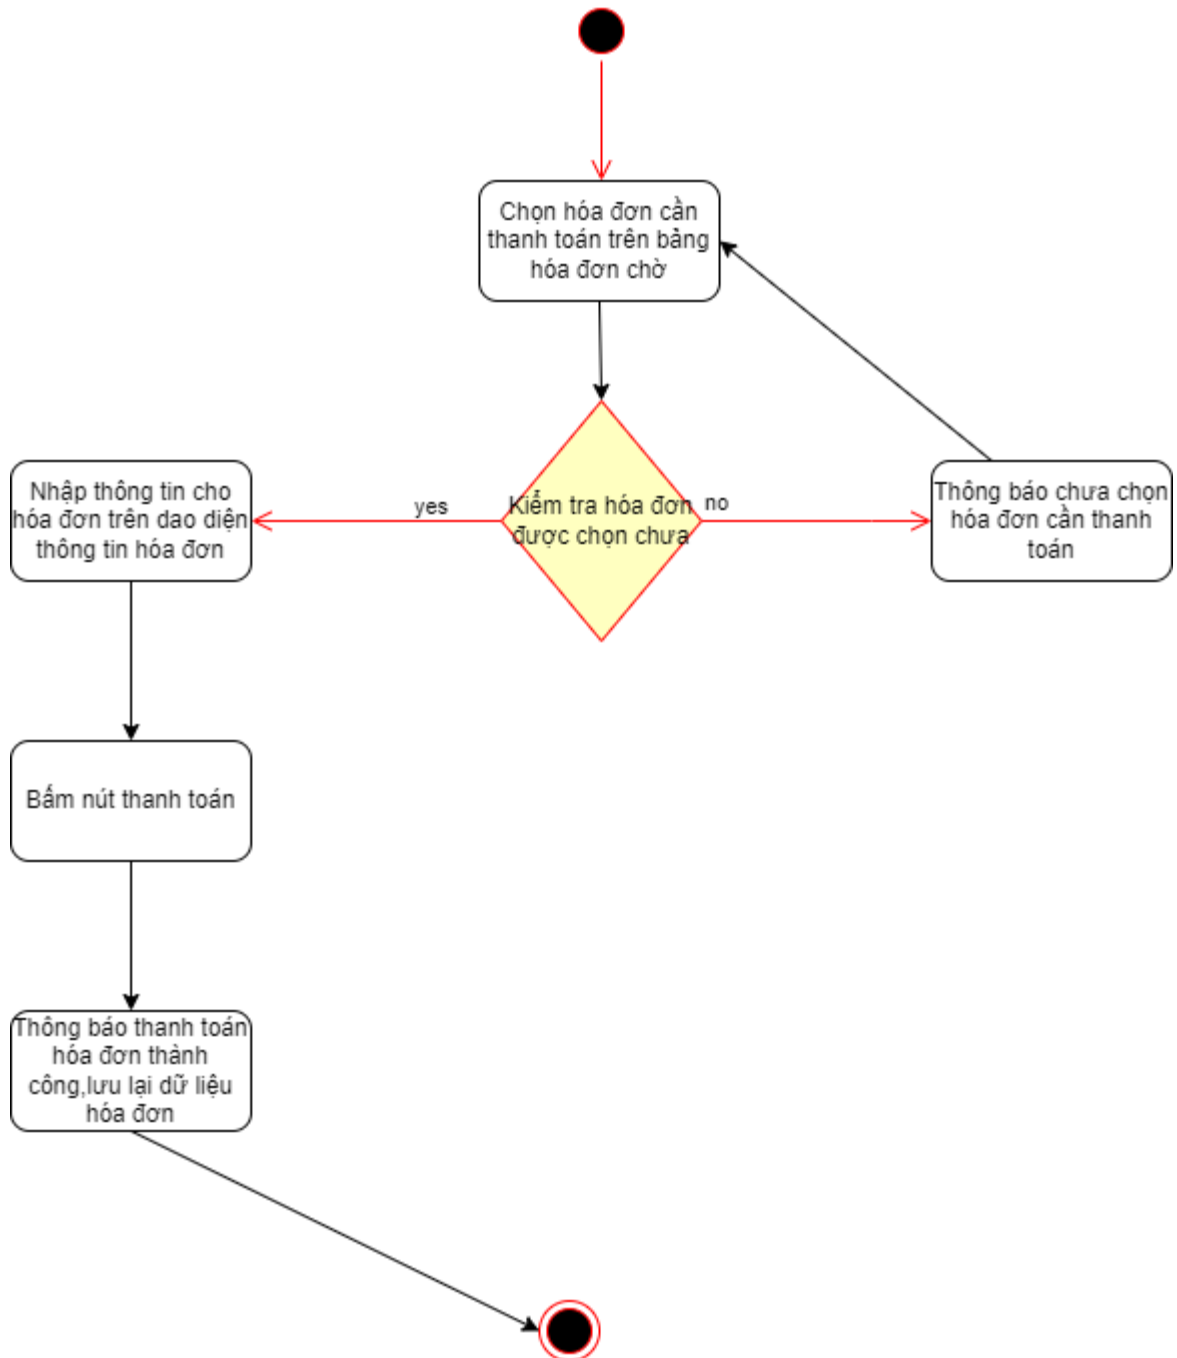 Chọn hóa đơn cần
thanh toán trên bảng
hóa đơn chờ
Nhập thông tin cho
hóa đơn trên dao diện
thông tin hóa đơn
yes
Kiểm tra hóa đơn
được chọn chưa
no
Thông báo chưa chọn
hóa đơn cần thanh
toán
Bấm nút thanh toán
Thông báo thanh toán
hóa đơn thành
công,lưu lại dữ liệu
hóa đơn